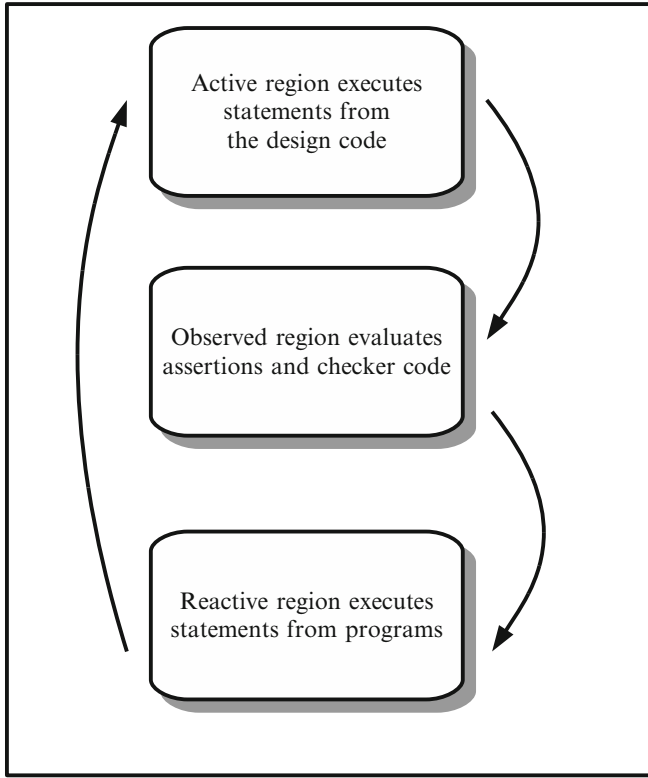 Active region executes
statements from
the design code
Observed region evaluates
assertions and checker code
Reactive region executes
statements from programs